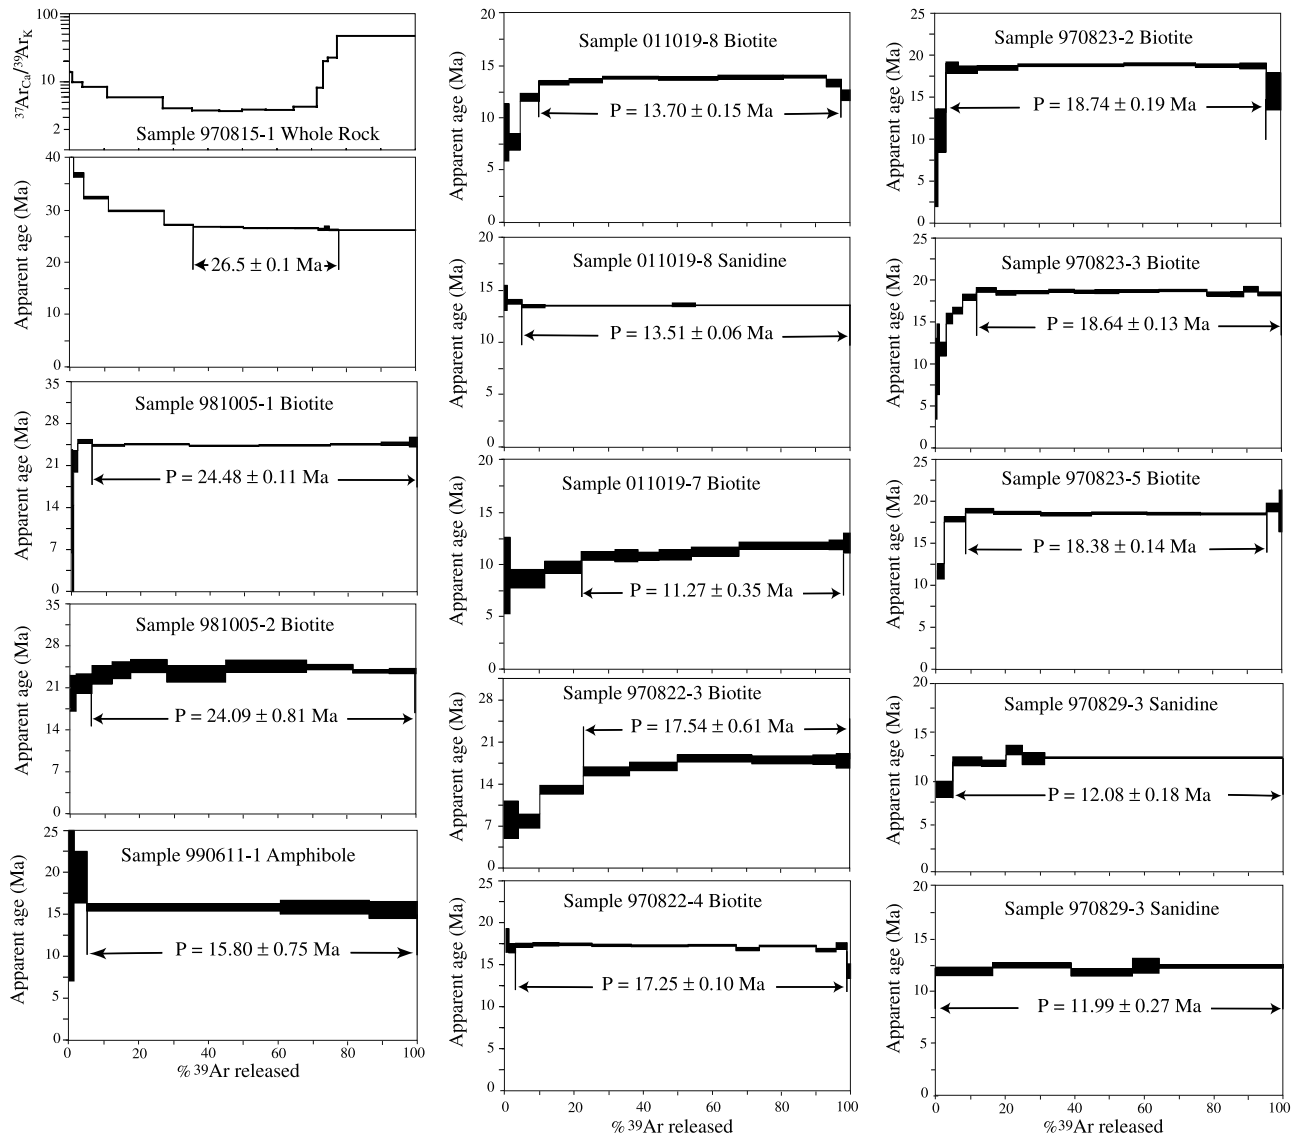 100
10
2
³⁷Ar_Ca/³⁹Ar_K
Sample 970815-1 Whole Rock
40
30
20
10
0
Apparent age (Ma)
26.5 ± 0.1 Ma
35
28
21
14
7
0
Apparent age (Ma)
Sample 981005-1 Biotite
P = 24.48 ± 0.11 Ma
35
28
21
14
7
0
Apparent age (Ma)
Sample 981005-2 Biotite
P = 24.09 ± 0.81 Ma
25
20
15
10
5
0
Apparent age (Ma)
Sample 990611-1 Amphibole
P = 15.80 ± 0.75 Ma
0 20 40 60 80 100
% ³⁹Ar released
20
15
10
5
0
Apparent age (Ma)
Sample 011019-8 Biotite
P = 13.70 ± 0.15 Ma
20
15
10
5
0
Apparent age (Ma)
Sample 011019-8 Sanidine
P = 13.51 ± 0.06 Ma
20
15
10
5
0
Apparent age (Ma)
Sample 011019-7 Biotite
P = 11.27 ± 0.35 Ma
28
21
14
7
0
Apparent age (Ma)
Sample 970822-3 Biotite
P = 17.54 ± 0.61 Ma
25
20
15
10
5
0
Apparent age (Ma)
Sample 970822-4 Biotite
P = 17.25 ± 0.10 Ma
0 20 40 60 80 100
% ³⁹Ar released
25
20
15
10
5
0
Apparent age (Ma)
Sample 970823-2 Biotite
P = 18.74 ± 0.19 Ma
25
20
15
10
5
0
Apparent age (Ma)
Sample 970823-3 Biotite
P = 18.64 ± 0.13 Ma
25
20
15
10
5
0
Apparent age (Ma)
Sample 970823-5 Biotite
P = 18.38 ± 0.14 Ma
20
15
10
5
0
Apparent age (Ma)
Sample 970829-3 Sanidine
P = 12.08 ± 0.18 Ma
20
15
10
5
0
Apparent age (Ma)
Sample 970829-3 Sanidine
P = 11.99 ± 0.27 Ma
0 20 40 60 80 100
% ³⁹Ar released